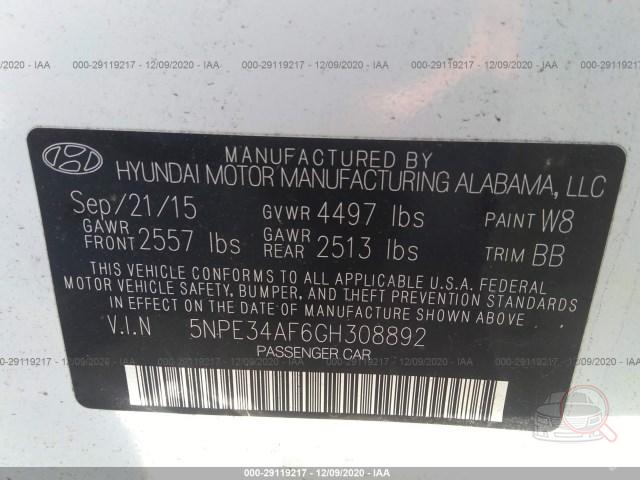 12/09/2020 - IAA 000-29119217 - 12/09/2020 - IAA 000-29119217 - 12/09/2020 - IAA 000-29119217 - 12/09/2020 - IAA
MANUFACTURED BY
HYUNDAI MOTOR MANUFACTURING ALABAMA, LLC
Sep/21/15 GVWR 4497 lbs PAINT W8
GAWR FRONT 2557 lbs GAWR REAR 2513 lbs TRIM BB
THIS VEHICLE CONFORMS TO ALL APPLICABLE U.S.A. FEDERAL
MOTOR VEHICLE SAFETY, BUMPER, AND THEFT PREVENTION STANDARDS
IN EFFECT ON THE DATE OF MANUFACTURE SHOWN ABOVE.
V.I.N 5NPE34AF6GH308892
PASSENGER CAR
000-29119217 - 12/09/2020 - IAA